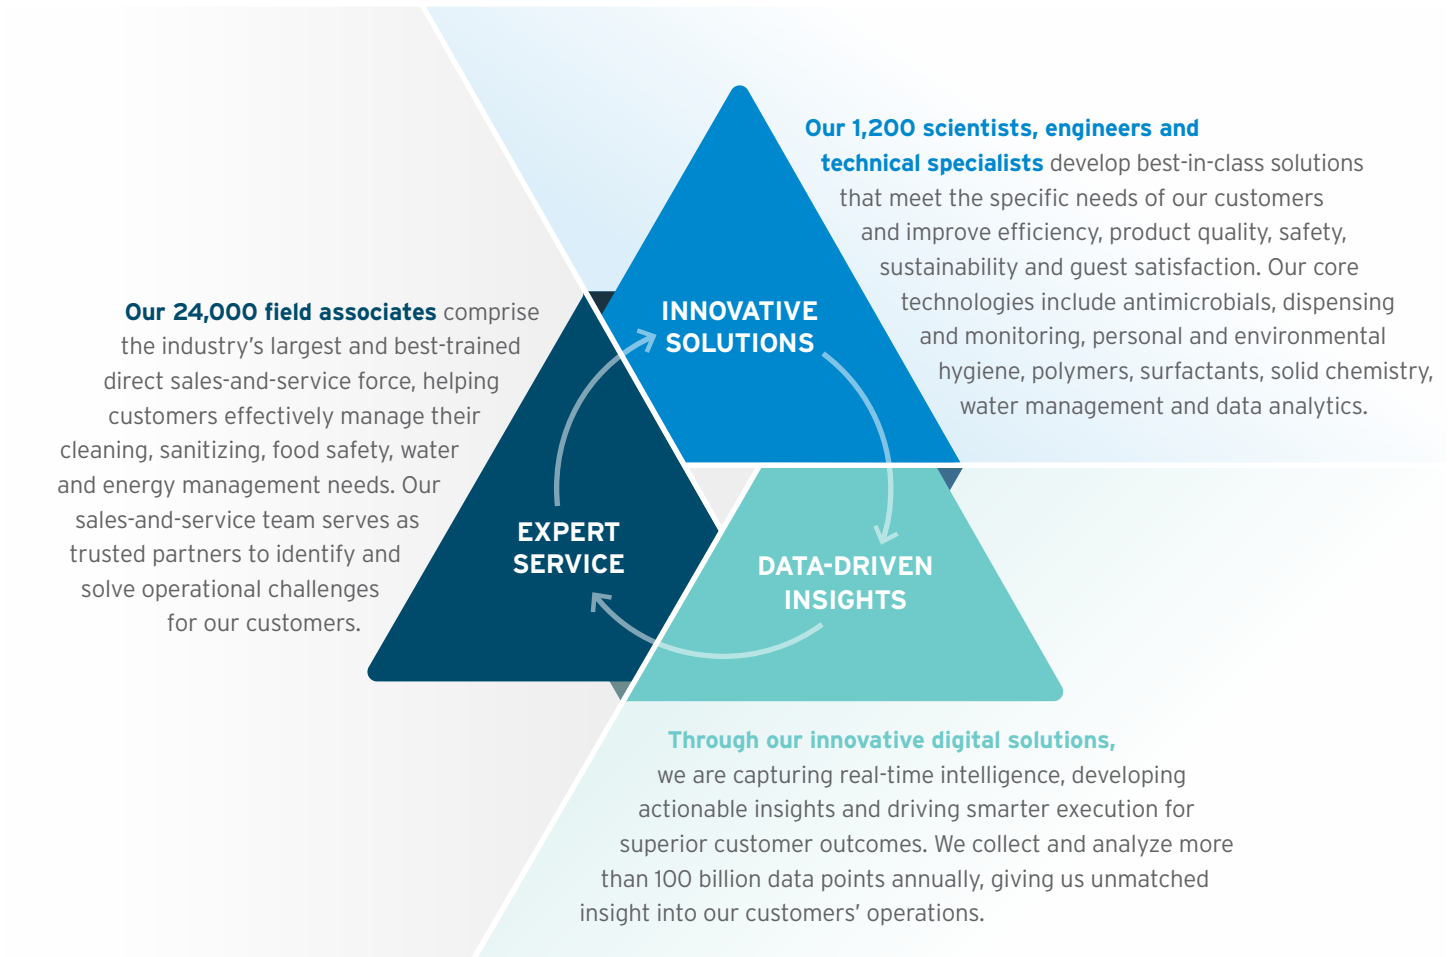 Our 1,200 scientists, engineers and
technical specialists develop best-in-class solutions
that meet the specific needs of our customers
and improve efficiency, product quality, safety,
sustainability and guest satisfaction. Our core
technologies include antimicrobials, dispensing
and monitoring, personal and environmental
hygiene, polymers, surfactants, solid chemistry,
water management and data analytics.
INNOVATIVE
SOLUTIONS
Our 24,000 field associates comprise
the industry’s largest and best-trained
direct sales-and-service force, helping
customers effectively manage their
cleaning, sanitizing, food safety, water
and energy management needs. Our
sales-and-service team serves as
trusted partners to identify and
solve operational challenges
for our customers.
EXPERT
SERVICE
DATA-DRIVEN
INSIGHTS
Through our innovative digital solutions,
we are capturing real-time intelligence, developing
actionable insights and driving smarter execution for
superior customer outcomes. We collect and analyze more
than 100 billion data points annually, giving us unmatched
insight into our customers’ operations.